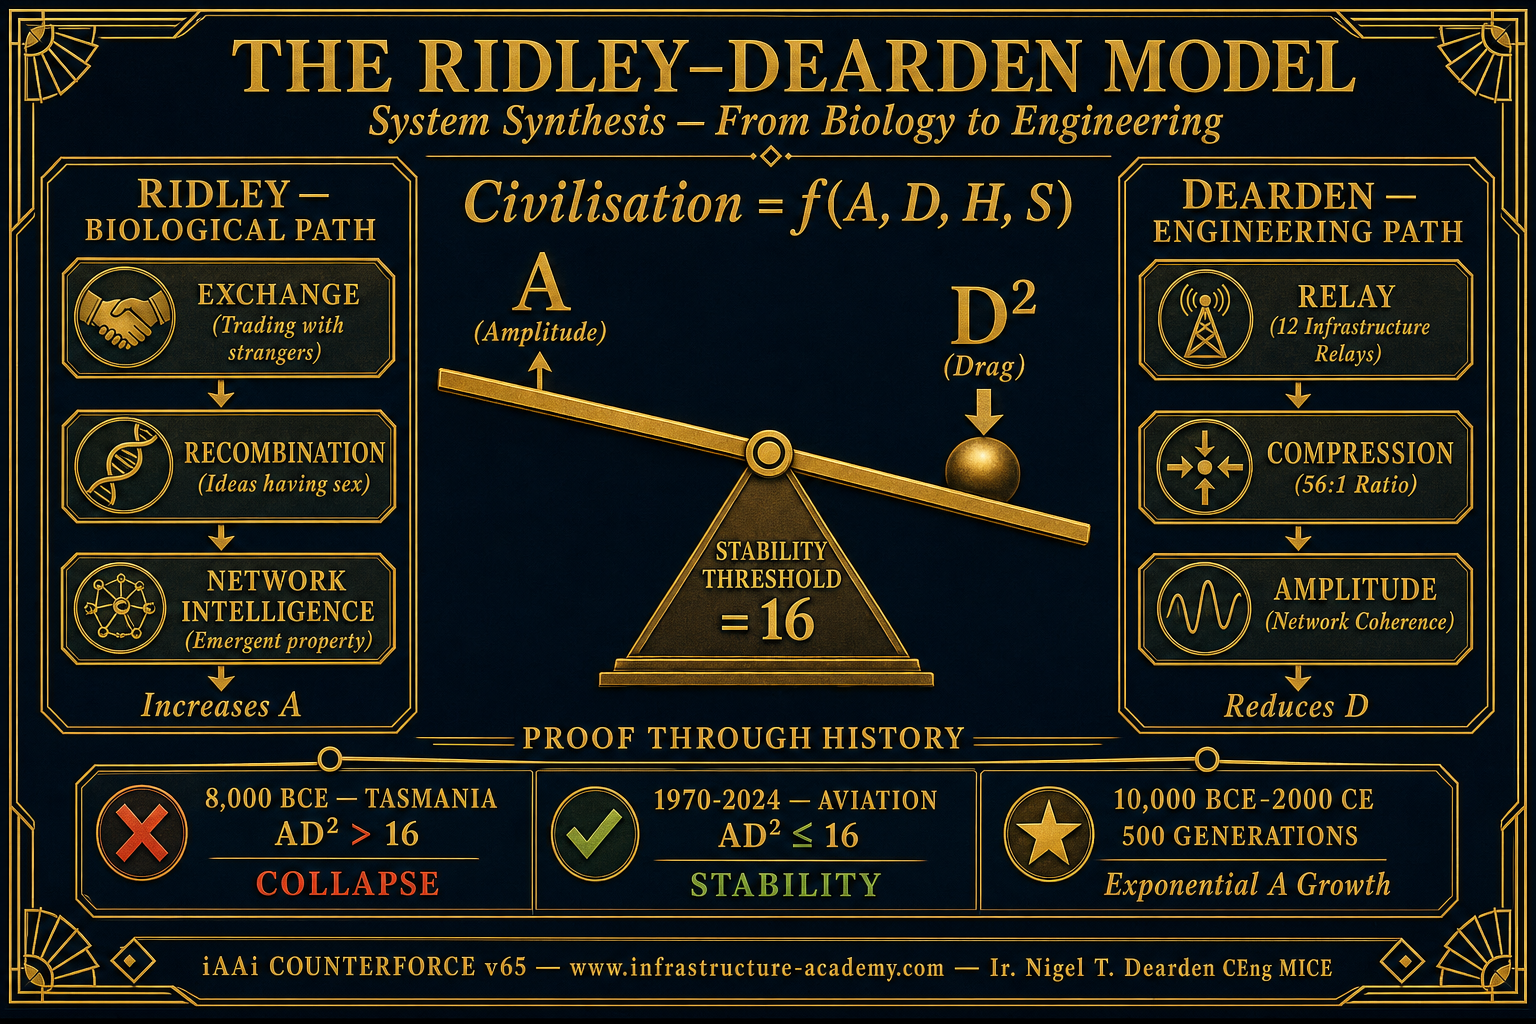 THE RIDLEY–DEARDEN MODEL
System Synthesis — From Biology to Engineering
RIDLEY —
BIOLOGICAL PATH
EXCHANGE
(Trading with
strangers)
RECOMBINATION
(Ideas having sex)
NETWORK
INTELLIGENCE
(Emergent property)
Increases A
Civilisation = f(A, D, H, S)
A
(Amplitude)
D²
(Drag)
STABILITY
THRESHOLD
= 16
DEARDEN —
ENGINEERING PATH
RELAY
(12 Infrastructure
Relays)
COMPRESSION
(56:1 Ratio)
AMPLITUDE
(Network Coherence)
Reduces D
PROOF THROUGH HISTORY
8,000 BCE — TASMANIA
AD² > 16
COLLAPSE
1970-2024 — AVIATION
AD² ≤ 16
STABILITY
10,000 BCE–2000 CE
500 GENERATIONS
Exponential A Growth
iAAi COUNTERFORCE v65 — www.infrastructure-academy.com — Ir. Nigel T. Dearden CEng MICE